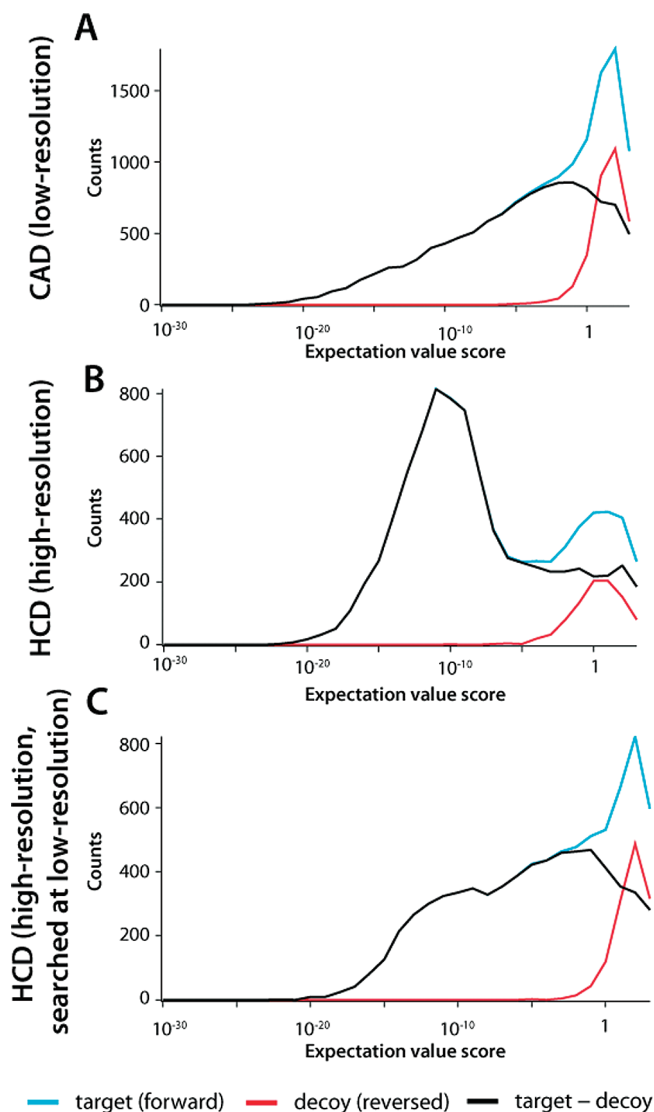 A
CAD (low-resolution)
Counts
1500
1000
500
0
10-30
10-20
10-10
1
Expectation value score
B
HCD (high-resolution)
Counts
800
600
400
200
0
10-30
10-20
10-10
1
Expectation value score
C
HCD (high-resolution,
searched at low-resolution)
Counts
800
600
400
200
0
10-30
10-20
10-10
1
Expectation value score
target (forward) decoy (reversed) target – decoy